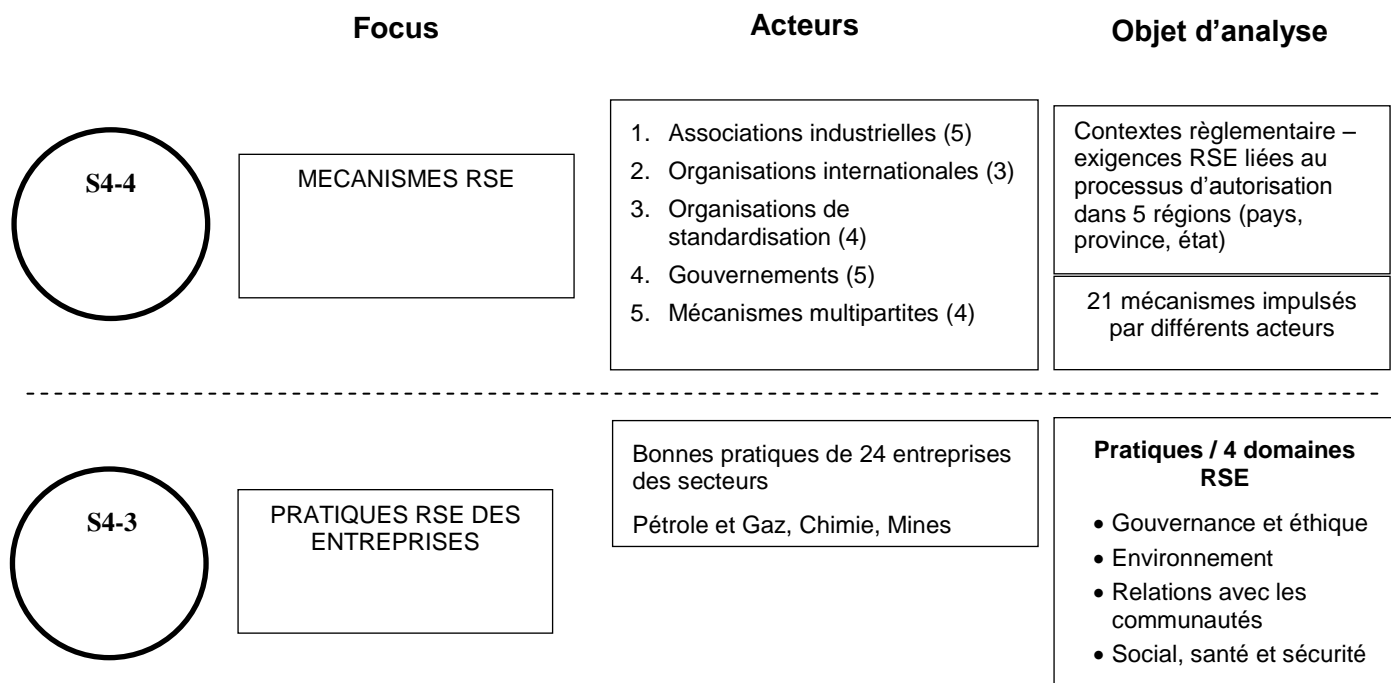 Focus
Acteurs
Objet d’analyse
S4-4
MECANISMES RSE
1. Associations industrielles (5)
2. Organisations internationales (3)
3. Organisations de
standardisation (4)
4. Gouvernements (5)
5. Mécanismes multipartites (4)
Contextes règlementaire –
exigences RSE liées au
processus d’autorisation
dans 5 régions (pays,
province, état)
21 mécanismes impulsés
par différents acteurs
S4-3
PRATIQUES RSE DES
ENTREPRISES
Bonnes pratiques de 24 entreprises
des secteurs
Pétrole et Gaz, Chimie, Mines
Pratiques / 4 domaines
RSE
• Gouvernance et éthique
• Environnement
• Relations avec les
communautés
• Social, santé et sécurité